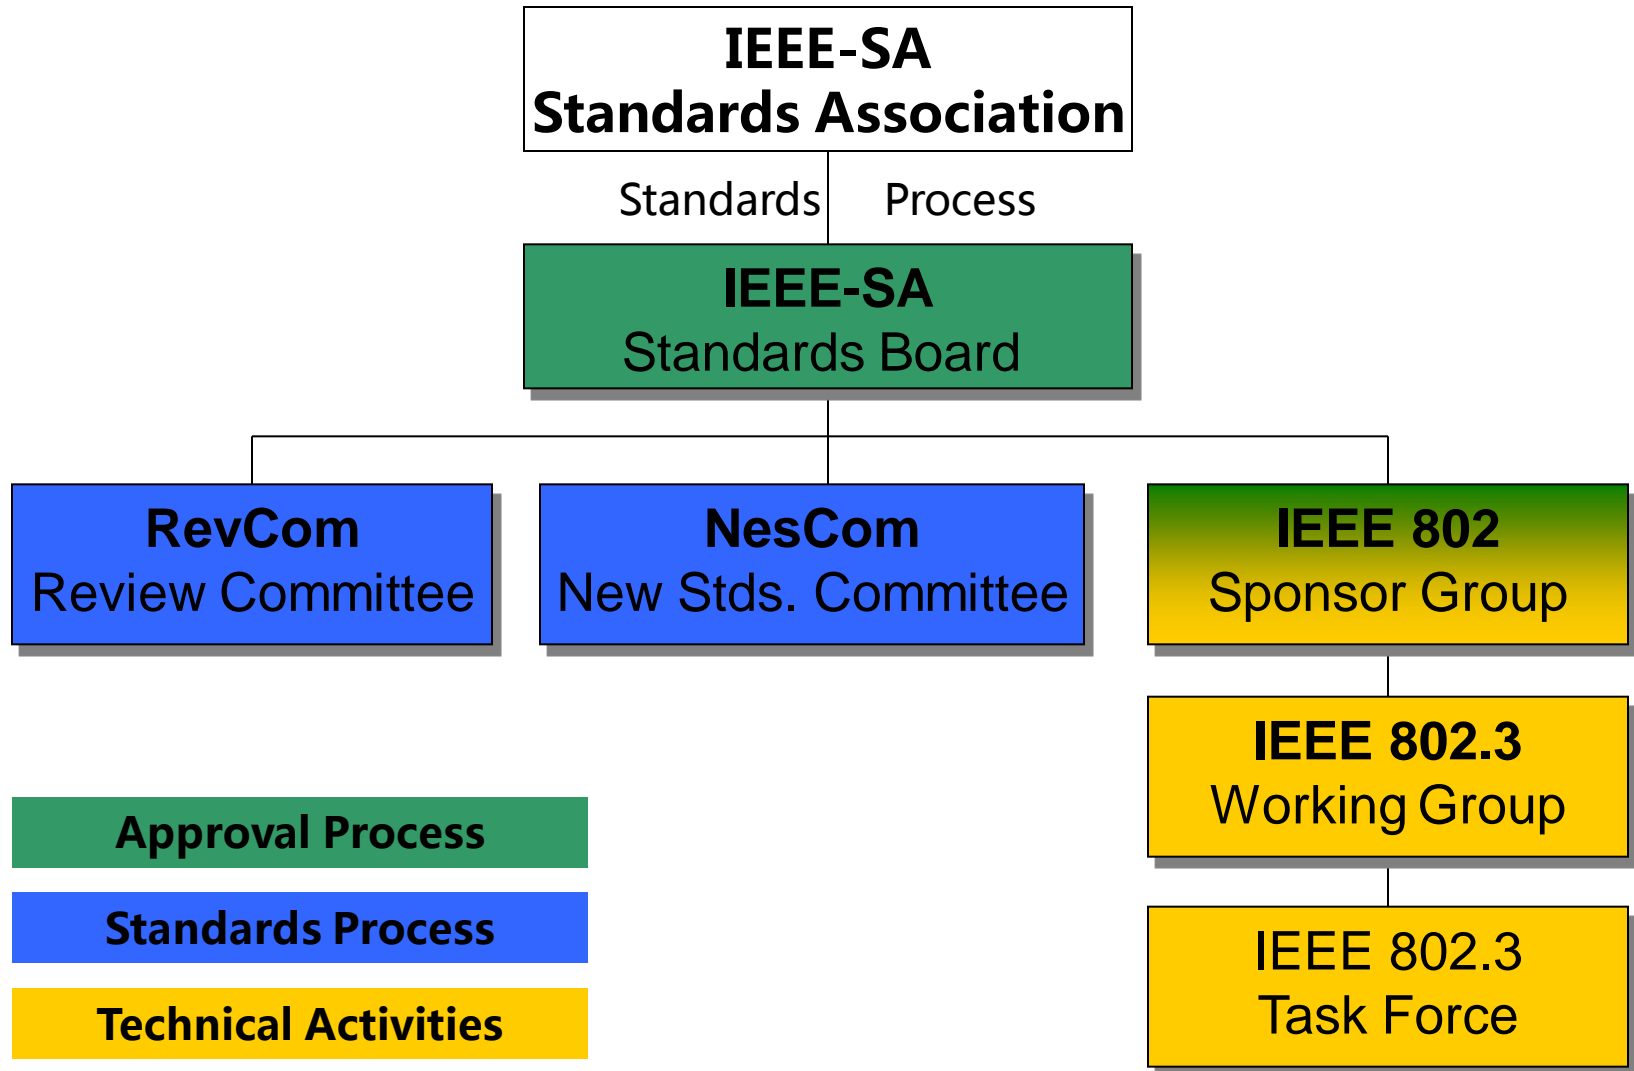 IEEE-SA
Standards Association
Standards Process
IEEE-SA
Standards Board
RevCom
Review Committee
NesCom
New Stds. Committee
IEEE 802
Sponsor Group
IEEE 802.3
Working Group
IEEE 802.3
Task Force
Approval Process
Standards Process
Technical Activities